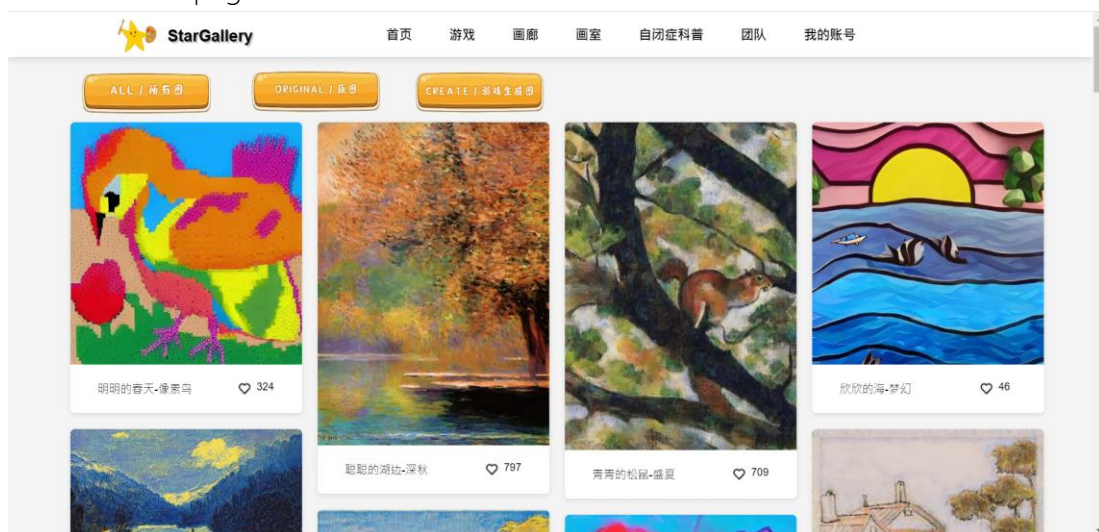 StarGallery
首页 游戏 画廊 画室 自闭症科普 团队 我的账号
ALL / 所有图 ORIGINAL / 原图 CREATE / 游戏生成图
明明的春天-像素鸟 324
欣欣的海-梦幻 46
聪聪的湖边-深秋 797
青青的松鼠-盛夏 709